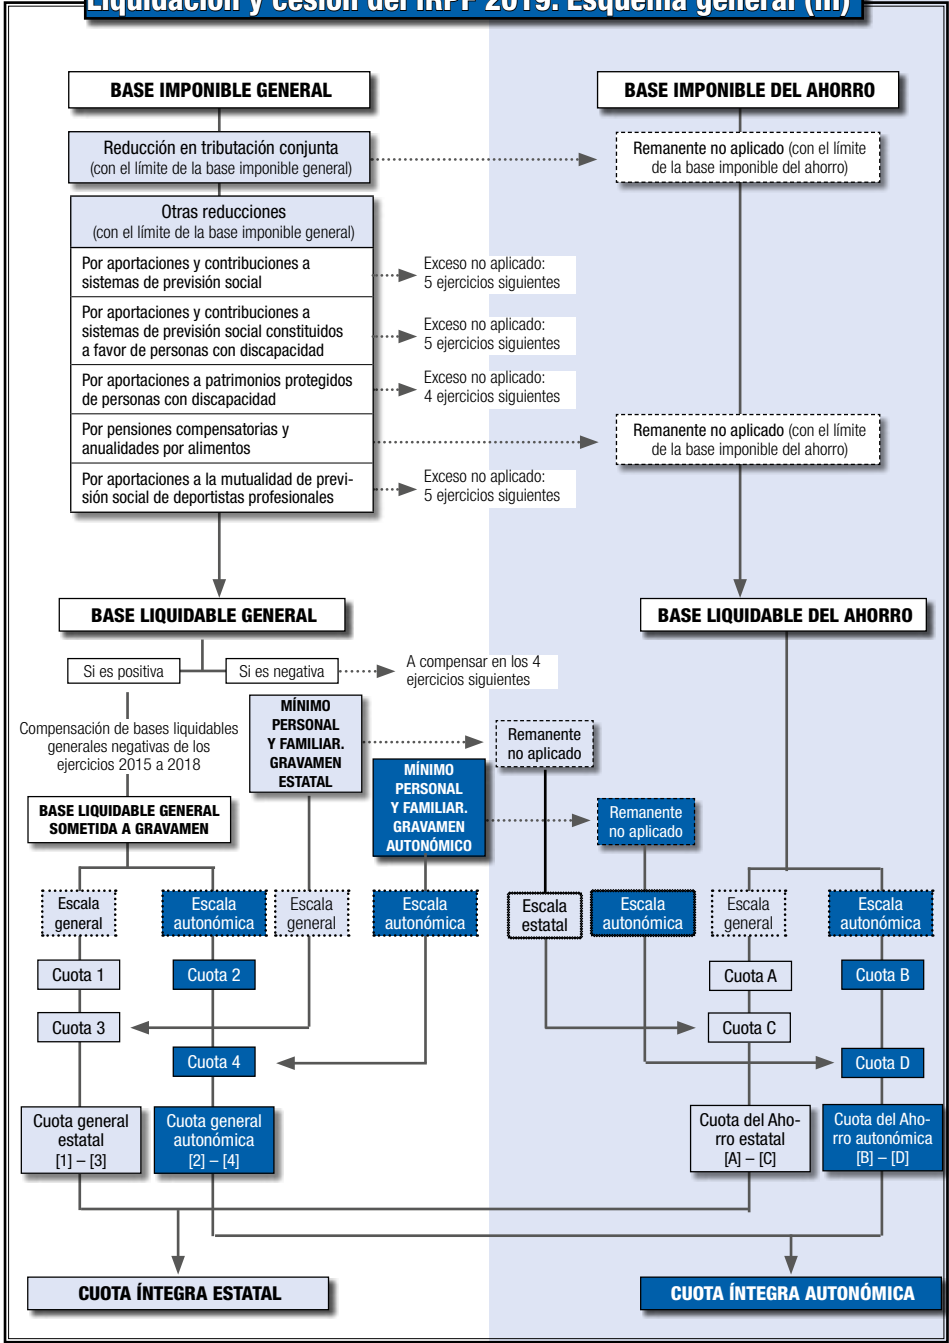 Liquidación y cesión del IRPF 2019. Esquema general (III)
BASE IMPONIBLE GENERAL
BASE IMPONIBLE DEL AHORRO
Reducción en tributación conjunta
(con el límite de la base imponible general)
Remanente no aplicado (con el límite
de la base imponible del ahorro)
Otras reducciones
(con el límite de la base imponible general)
Por aportaciones y contribuciones a
sistemas de previsión social
Exceso no aplicado:
5 ejercicios siguientes
Por aportaciones y contribuciones a
sistemas de previsión social constituidos
a favor de personas con discapacidad
Exceso no aplicado:
5 ejercicios siguientes
Por aportaciones a patrimonios protegidos
de personas con discapacidad
Exceso no aplicado:
4 ejercicios siguientes
Por pensiones compensatorias y
anualidades por alimentos
Remanente no aplicado (con el límite
de la base imponible del ahorro)
Por aportaciones a la mutualidad de previ-
sión social de deportistas profesionales
Exceso no aplicado:
5 ejercicios siguientes
BASE LIQUIDABLE GENERAL
BASE LIQUIDABLE DEL AHORRO
Si es positiva
Si es negativa
A compensar en los 4
ejercicios siguientes
Compensación de bases liquidables
generales negativas de los
ejercicios 2015 a 2018
MÍNIMO
PERSONAL
Y FAMILIAR.
GRAVAMEN
ESTATAL
Remanente
no aplicado
MÍNIMO
PERSONAL
Y FAMILIAR.
GRAVAMEN
AUTONÓMICO
Remanente
no aplicado
BASE LIQUIDABLE GENERAL
SOMETIDA A GRAVAMEN
Escala
general
Escala
autonómica
Escala
general
Escala
autonómica
Escala
estatal
Escala
autonómica
Escala
general
Escala
autonómica
Cuota 1
Cuota 2
Cuota A
Cuota B
Cuota 3
Cuota C
Cuota 4
Cuota D
Cuota general
estatal
[1] – [3]
Cuota general
autonómica
[2] – [4]
Cuota del Aho-
rro estatal
[A] – [C]
Cuota del Aho-
rro autonómica
[B] – [D]
CUOTA ÍNTEGRA ESTATAL
CUOTA ÍNTEGRA AUTONÓMICA